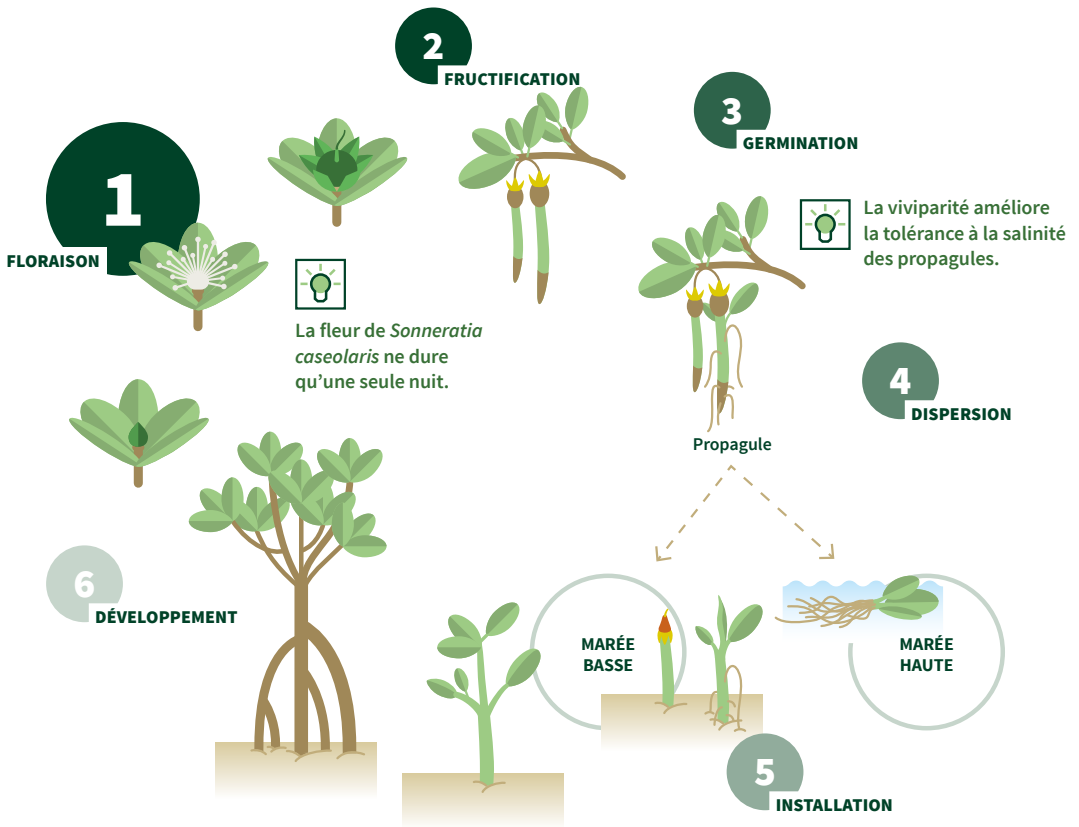 1
FLORAISON
La fleur de Sonneratia
caseolaris ne dure
qu'une seule nuit.
2
FRUCTIFICATION
3
GERMINATION
La viviparité améliore
la tolérance à la salinité
des propagules.
4
DISPERSION
Propagule
MARÉE
BASSE
MARÉE
HAUTE
5
INSTALLATION
6
DÉVELOPPEMENT